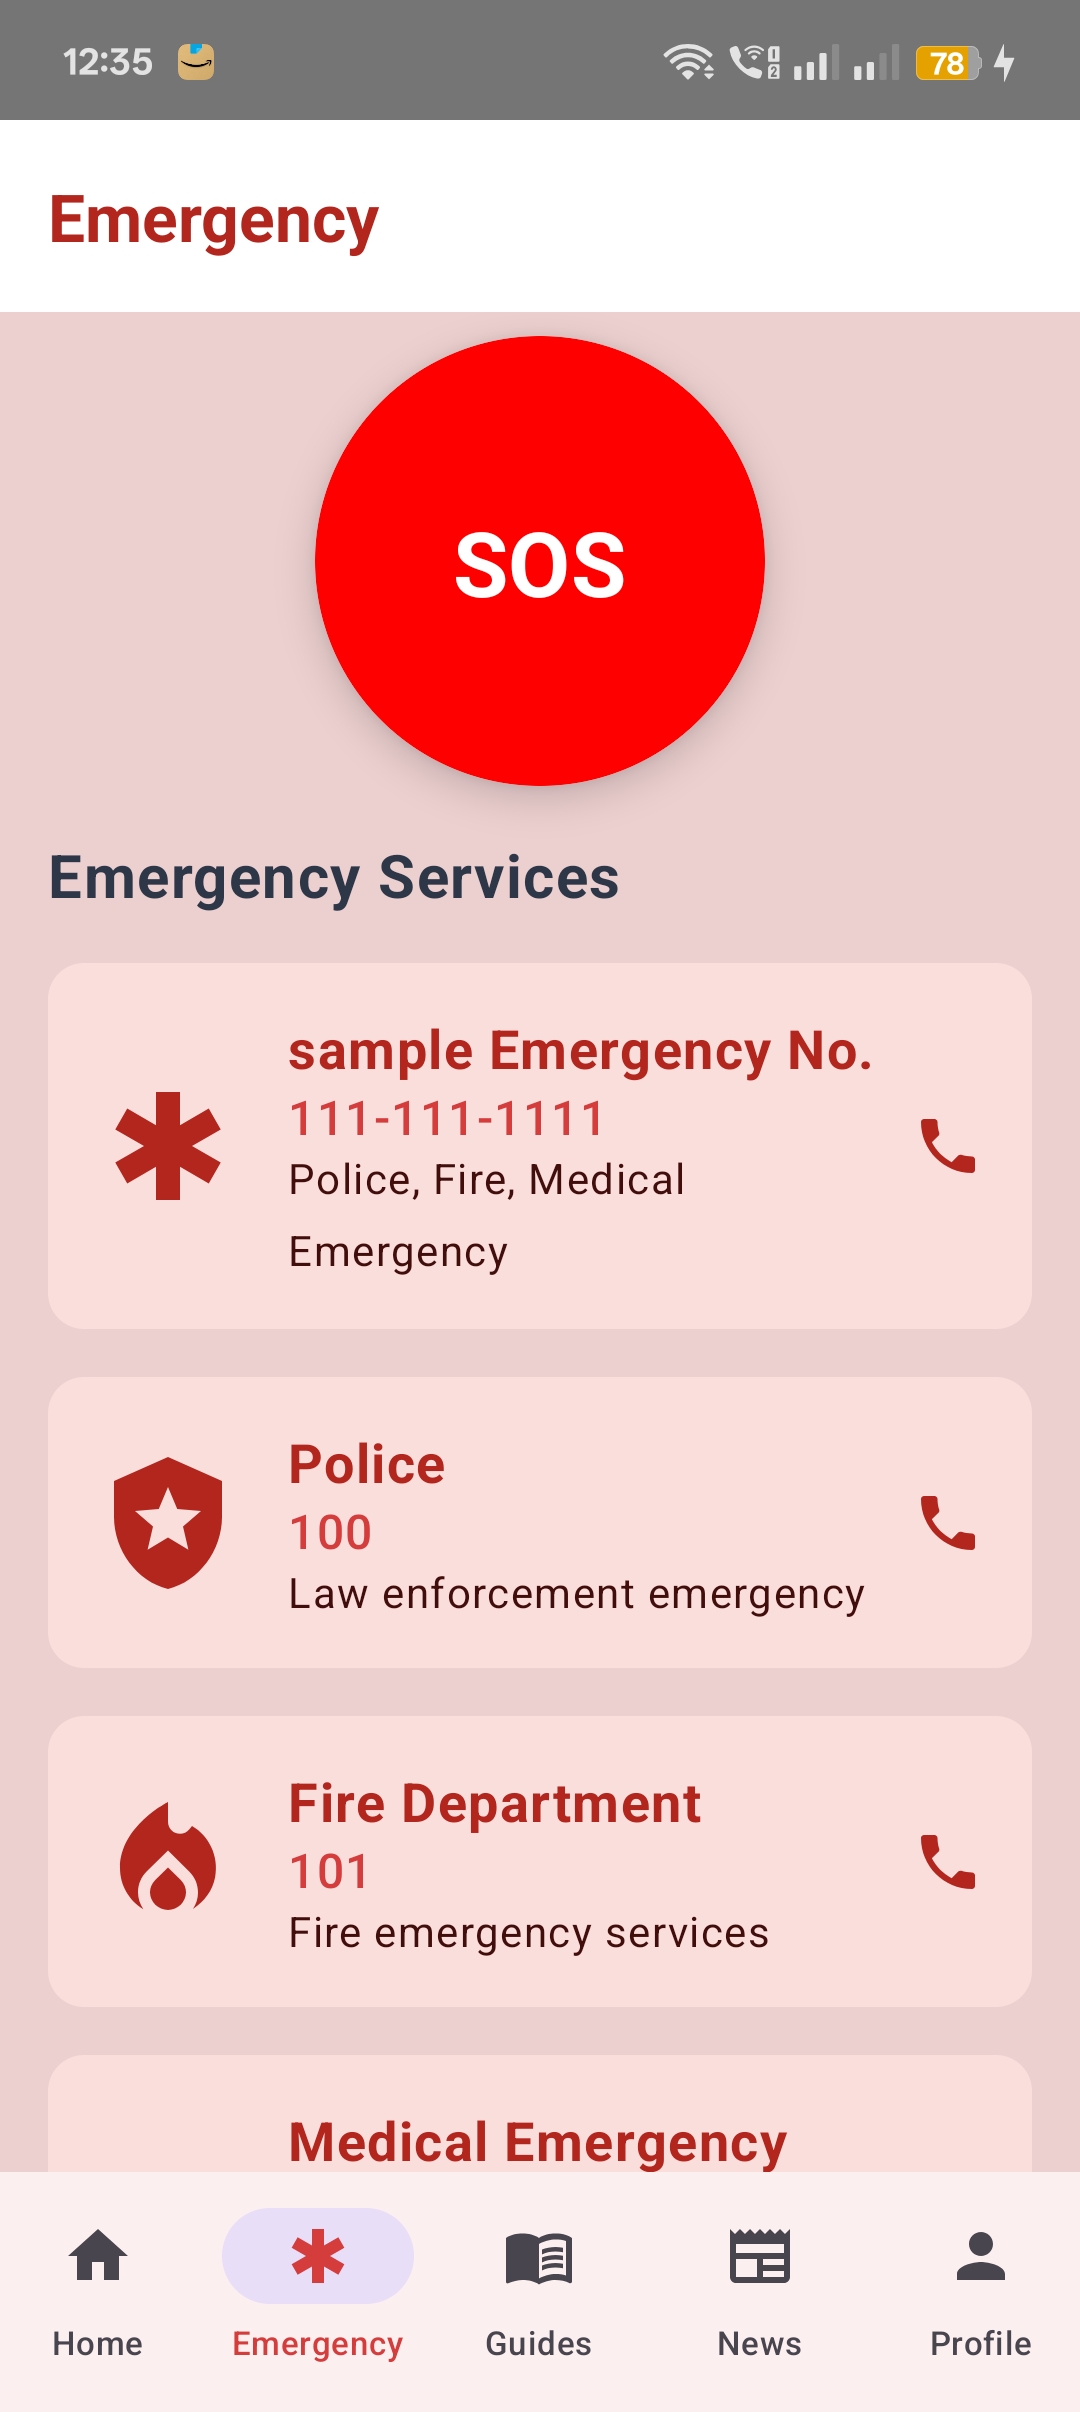 12:35
78
Emergency
SOS
Emergency Services
sample Emergency No.
111-111-1111
Police, Fire, Medical
Emergency
Police
100
Law enforcement emergency
Fire Department
101
Fire emergency services
Medical Emergency
Home
Emergency
Guides
News
Profile